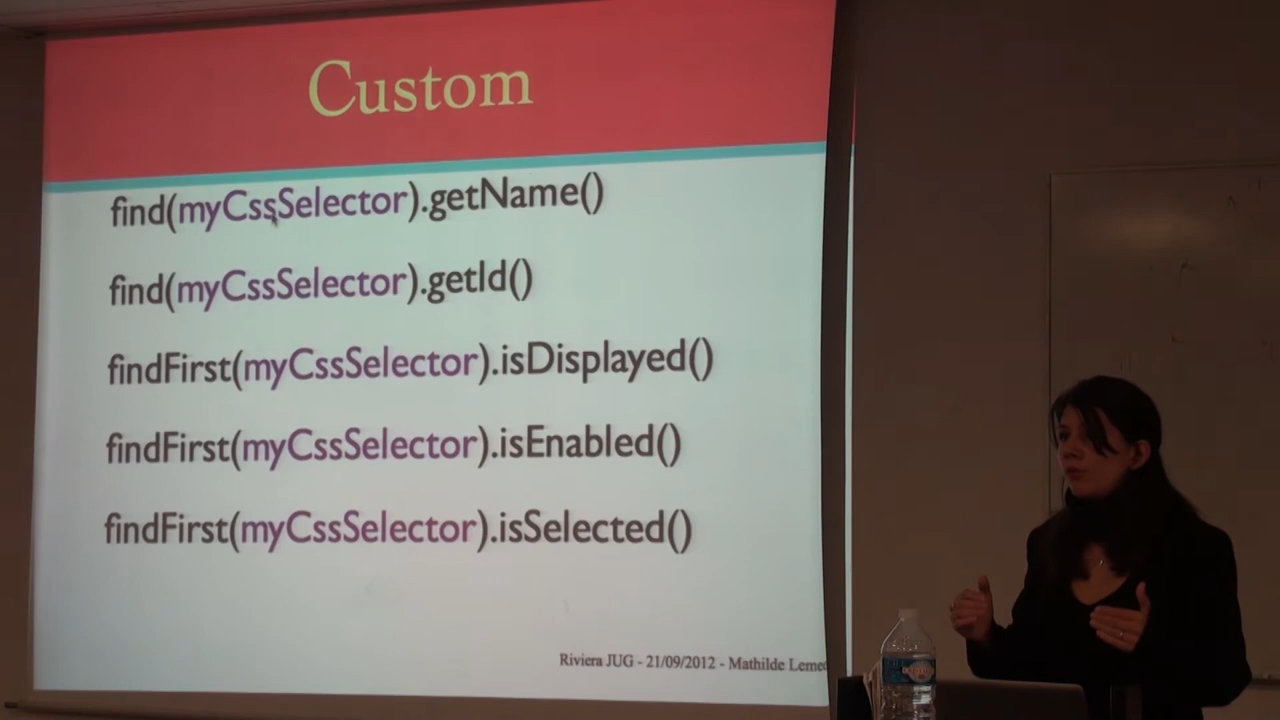 Custom
find(myCssSelector).getName()
find(myCssSelector).getId()
findFirst(myCssSelector).isDisplayed()
findFirst(myCssSelector).isEnabled()
findFirst(myCssSelector).isSelected()
Riviera JUG - 21/09/2012 - Mathilde